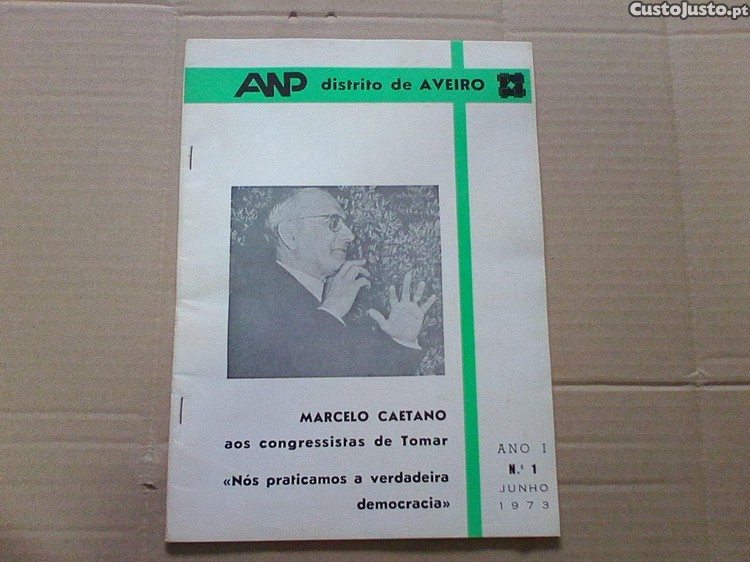 CustoJusto.pt
ANP distrito de AVEIRO
MARCELO CAETANO
aos congressistas de Tomar
«Nós praticamos a verdadeira
democracia»
ANO I
N.º 1
JUNHO
1973